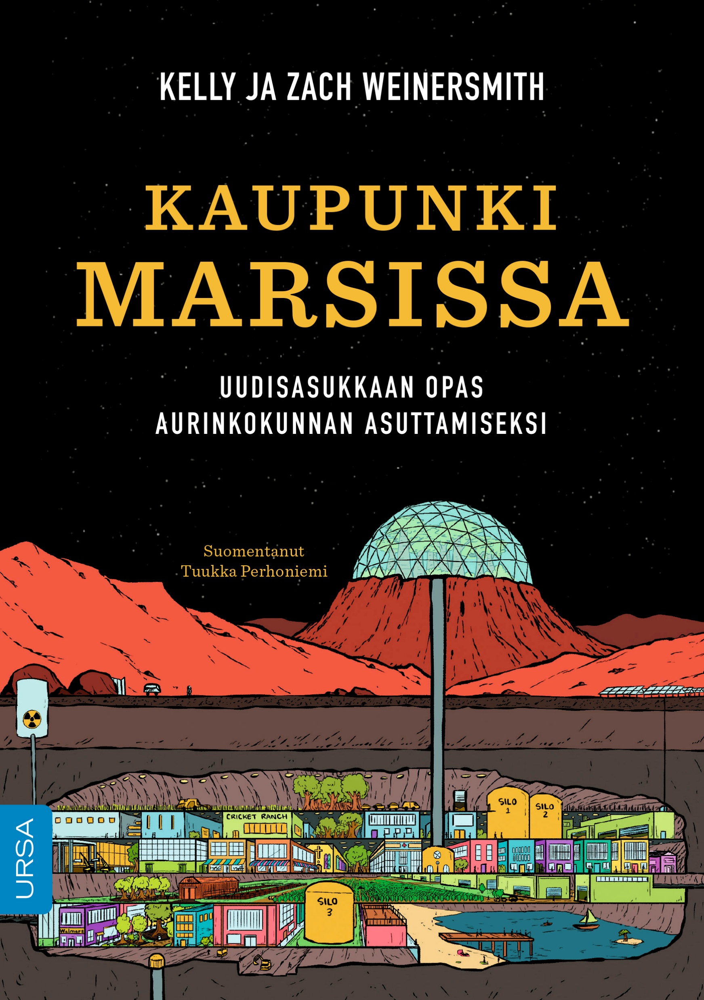 KELLY JA ZACH WEINERSMITH
KAUPUNKI
MARSISSA
UUDISASUKKAAN OPAS
AURINKOKUNNAN ASUTTAMISEKSI
Suomentanut
Tuukka Perhoniemi
SILO
1
SILO
2
CRICKET RANCH
URSA
SILO
3
Walmars